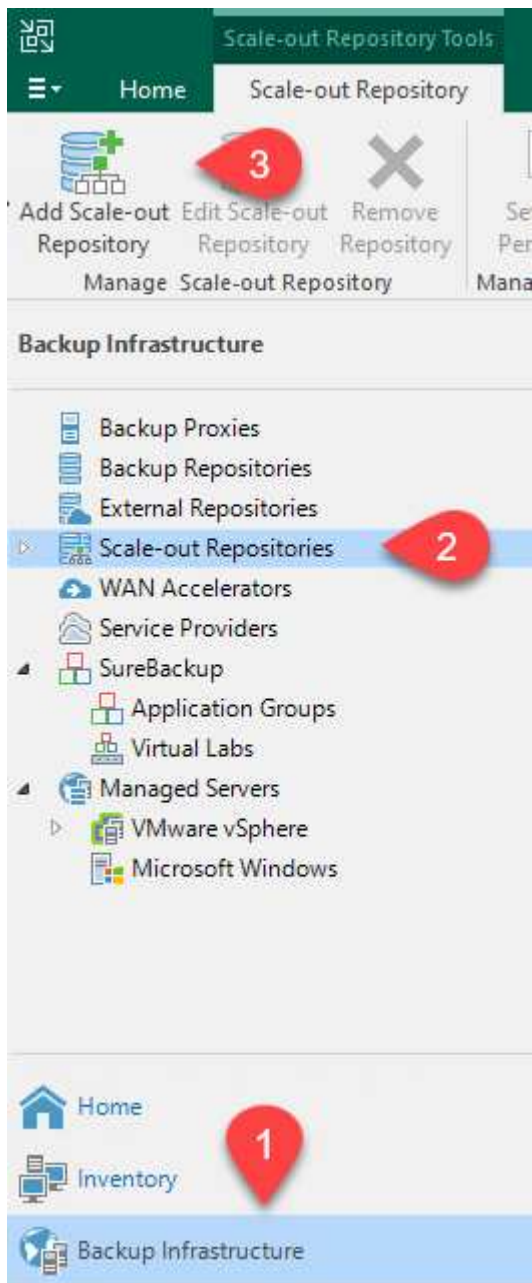 Scale-out Repository Tools
Home Scale-out Repository
3
Add Scale-out Edit Scale-out Remove
Repository Repository Repository
Manage Scale-out Repository
Backup Infrastructure
Backup Proxies
Backup Repositories
External Repositories
Scale-out Repositories
2
WAN Accelerators
Service Providers
SureBackup
Application Groups
Virtual Labs
Managed Servers
VMware vSphere
Microsoft Windows
Home
1
Inventory
Backup Infrastructure